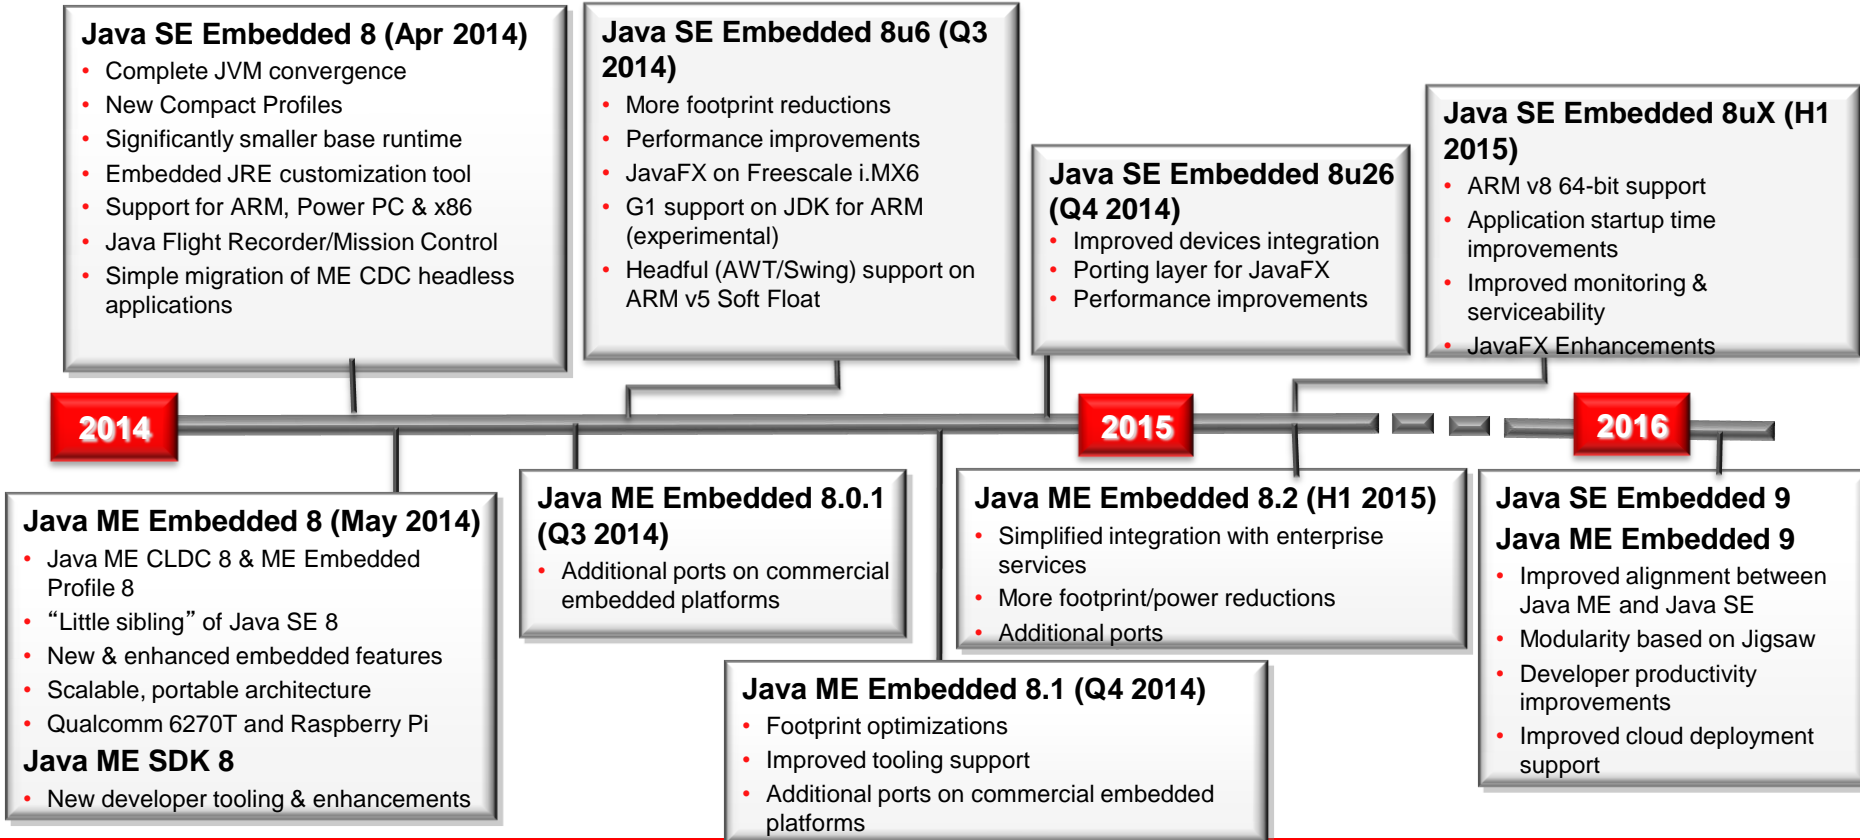 Java SE Embedded 8 (Apr 2014)
• Complete JVM convergence
• New Compact Profiles
• Significantly smaller base runtime
• Embedded JRE customization tool
• Support for ARM, Power PC & x86
• Java Flight Recorder/Mission Control
• Simple migration of ME CDC headless
applications
Java SE Embedded 8u6 (Q3
2014)
• More footprint reductions
• Performance improvements
• JavaFX on Freescale i.MX6
• G1 support on JDK for ARM
(experimental)
• Headful (AWT/Swing) support on
ARM v5 Soft Float
Java SE Embedded 8u26
(Q4 2014)
• Improved devices integration
• Porting layer for JavaFX
• Performance improvements
Java SE Embedded 8uX (H1
2015)
• ARM v8 64-bit support
• Application startup time
improvements
• Improved monitoring &
serviceability
• JavaFX Enhancements
2014
2015
2016
Java ME Embedded 8 (May 2014)
• Java ME CLDC 8 & ME Embedded
Profile 8
• “Little sibling” of Java SE 8
• New & enhanced embedded features
• Scalable, portable architecture
• Qualcomm 6270T and Raspberry Pi
Java ME SDK 8
• New developer tooling & enhancements
Java ME Embedded 8.0.1
(Q3 2014)
• Additional ports on commercial
embedded platforms
Java ME Embedded 8.1 (Q4 2014)
• Footprint optimizations
• Improved tooling support
• Additional ports on commercial embedded
platforms
Java ME Embedded 8.2 (H1 2015)
• Simplified integration with enterprise
services
• More footprint/power reductions
• Additional ports
Java SE Embedded 9
Java ME Embedded 9
• Improved alignment between
Java ME and Java SE
• Modularity based on Jigsaw
• Developer productivity
improvements
• Improved cloud deployment
support